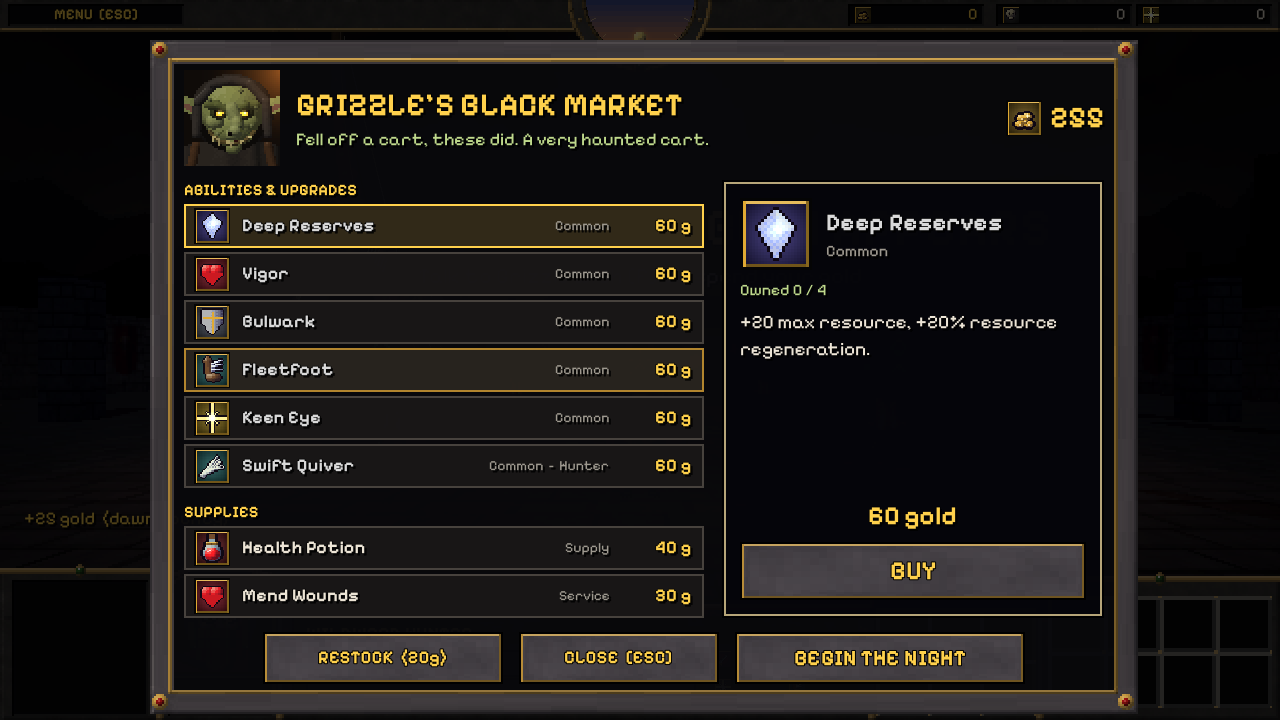 MENU (ESC)
0
0
0
GRIZZLE'S BLACK MARKET
Fell off a cart, these did. A very haunted cart.
255
ABILITIES & UPGRADES
Deep Reserves Common 60 g
Vigor Common 60 g
Bulwark Common 60 g
Fleetfoot Common 60 g
Keen Eye Common 60 g
Swift Quiver Common - Hunter 60 g
SUPPLIES
Health Potion Supply 40 g
Mend Wounds Service 30 g
Deep Reserves
Common
Owned 0 / 4
+20 max resource, +20% resource
regeneration.
60 gold
BUY
+25 gold (dawn
RESTOCK (20g)
CLOSE (ESC)
BEGIN THE NIGHT